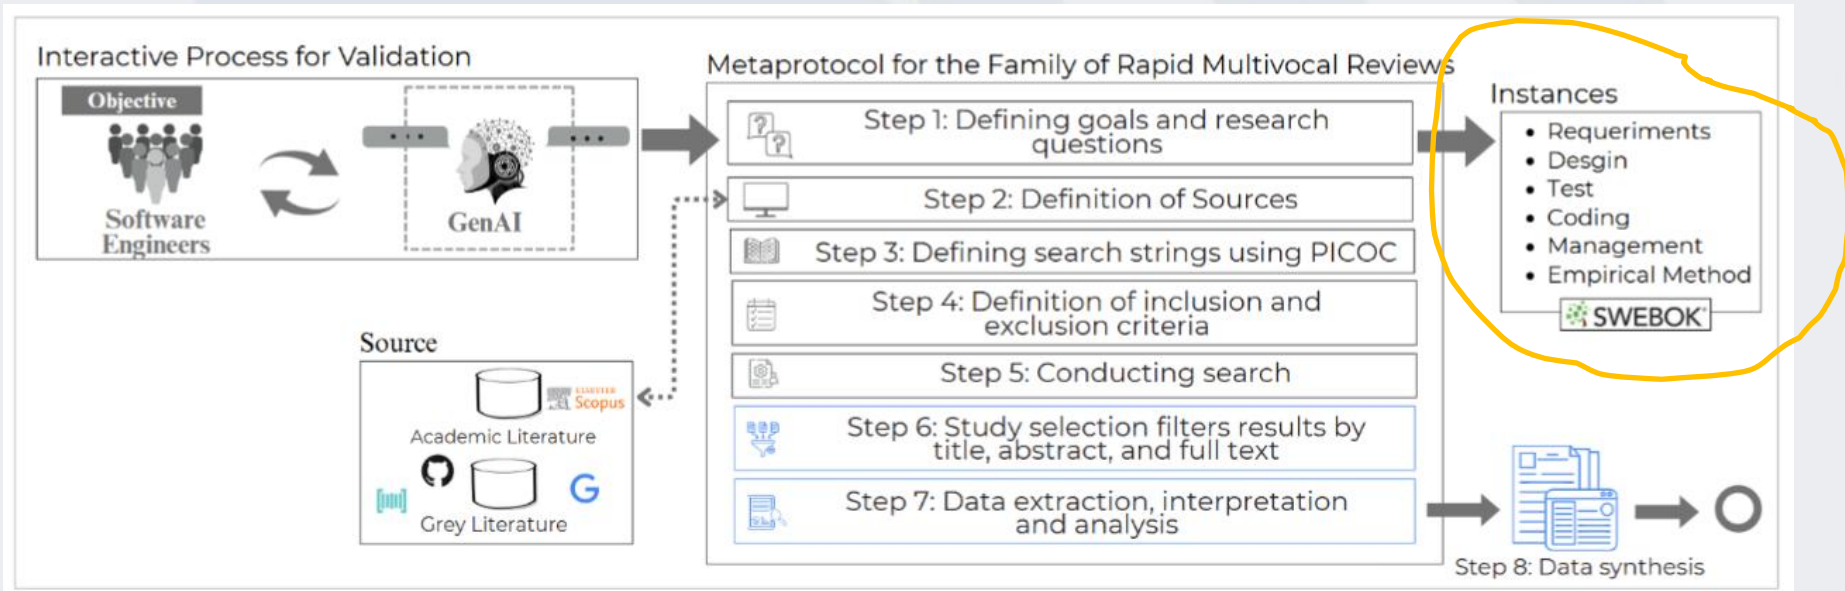 Interactive Process for Validation
Objective
Software
Engineers
GenAI
Metaprotocol for the Family of Rapid Multivocal Reviews
Step 1: Defining goals and research
questions
Step 2: Definition of Sources
Step 3: Defining search strings using PICOC
Step 4: Definition of inclusion and
exclusion criteria
Step 5: Conducting search
Step 6: Study selection filters results by
title, abstract, and full text
Step 7: Data extraction, interpretation
and analysis
Instances
• Requeriments
• Desgin
• Test
• Coding
• Management
• Empirical Method
SWEBOK
Source
ELSEVIER
Scopus
Academic Literature
G
Grey Literature
Step 8: Data synthesis